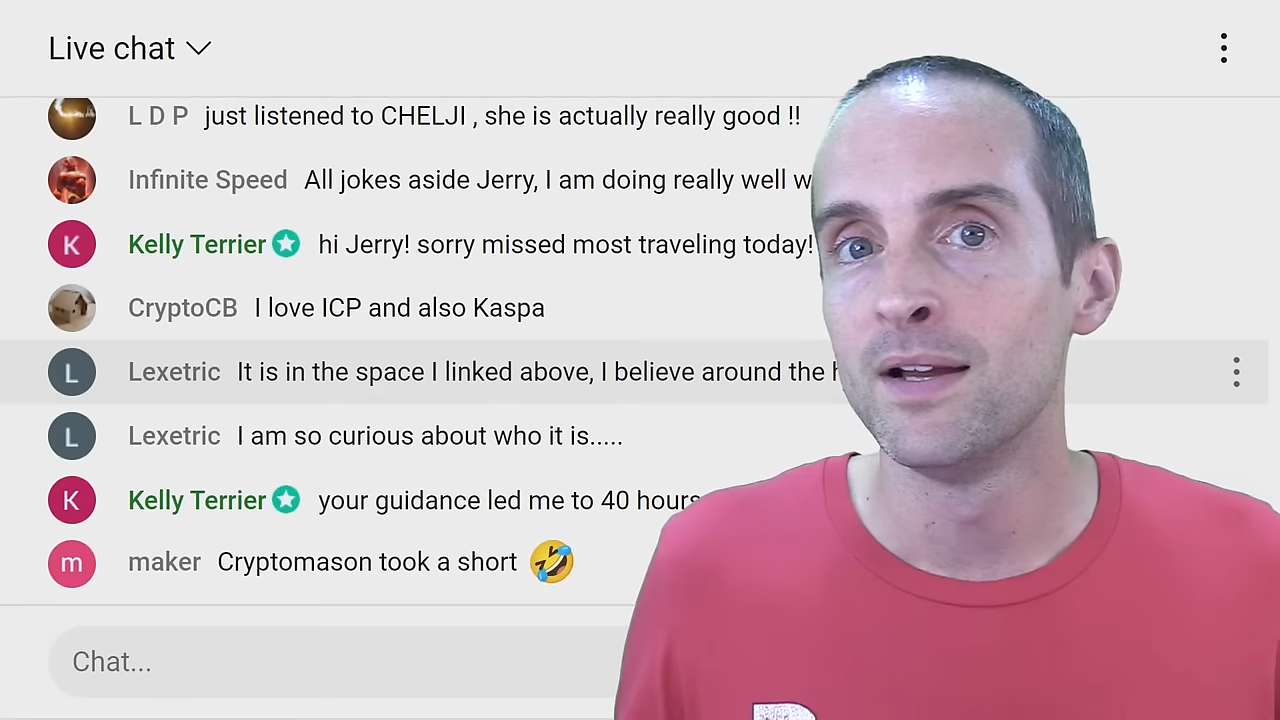 Live chat
L D P just listened to CHELJI , she is actually really good !!
Infinite Speed All jokes aside Jerry, I am doing really well
K Kelly Terrier hi Jerry! sorry missed most traveling today!
CryptoCB I love ICP and also Kaspa
L Lexetric It is in the space I linked above, I believe around the
L Lexetric I am so curious about who it is.....
K Kelly Terrier your guidance led me to 40 hours
m maker Cryptomason took a short 🤣
Chat...